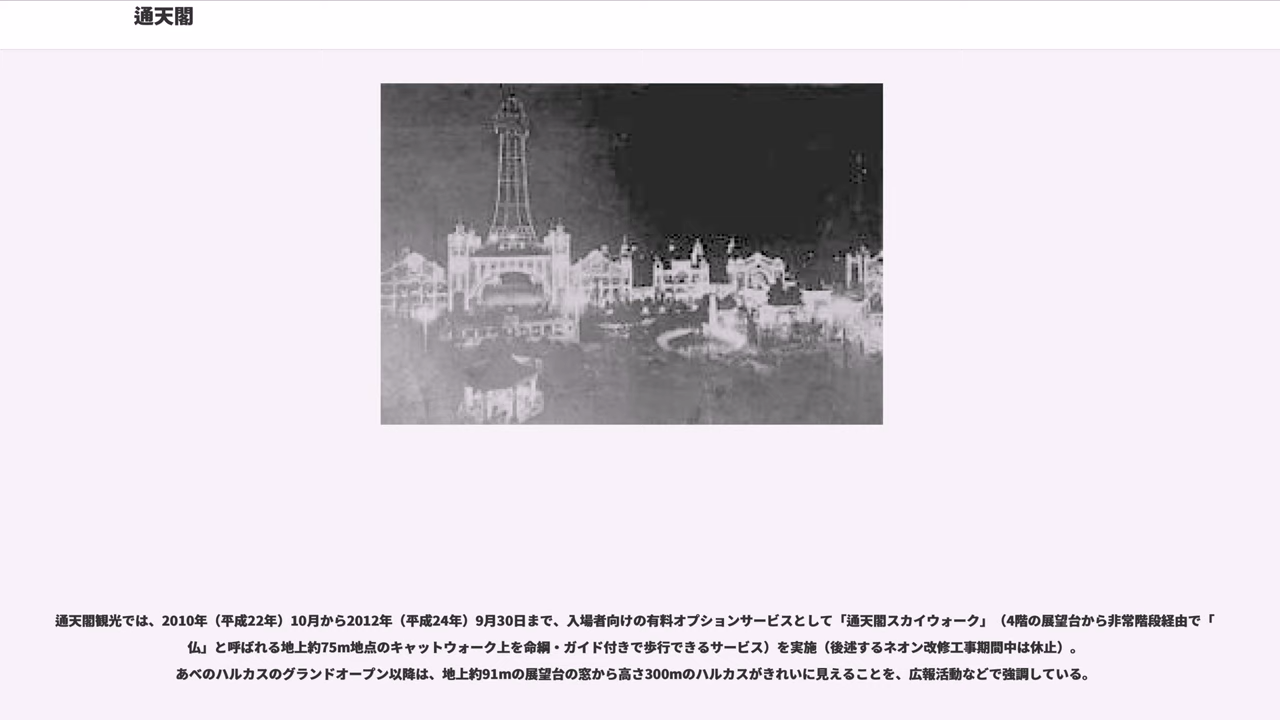 通天閣
通天閣観光では、2010年（平成22年）10月から2012年（平成24年）9月30日まで、入場者向けの有料オプションサービスとして「通天閣スカイウォーク」（4階の展望台から非常階段経由で「
仏」と呼ばれる地上約75m地点のキャットウォーク上を命綱・ガイド付きで歩行できるサービス）を実施（後述するネオン改修工事期間中は休止）。
あべのハルカスのグランドオープン以降は、地上約91mの展望台の窓から高さ300mのハルカスがきれいに見えることを、広報活動などで強調している。